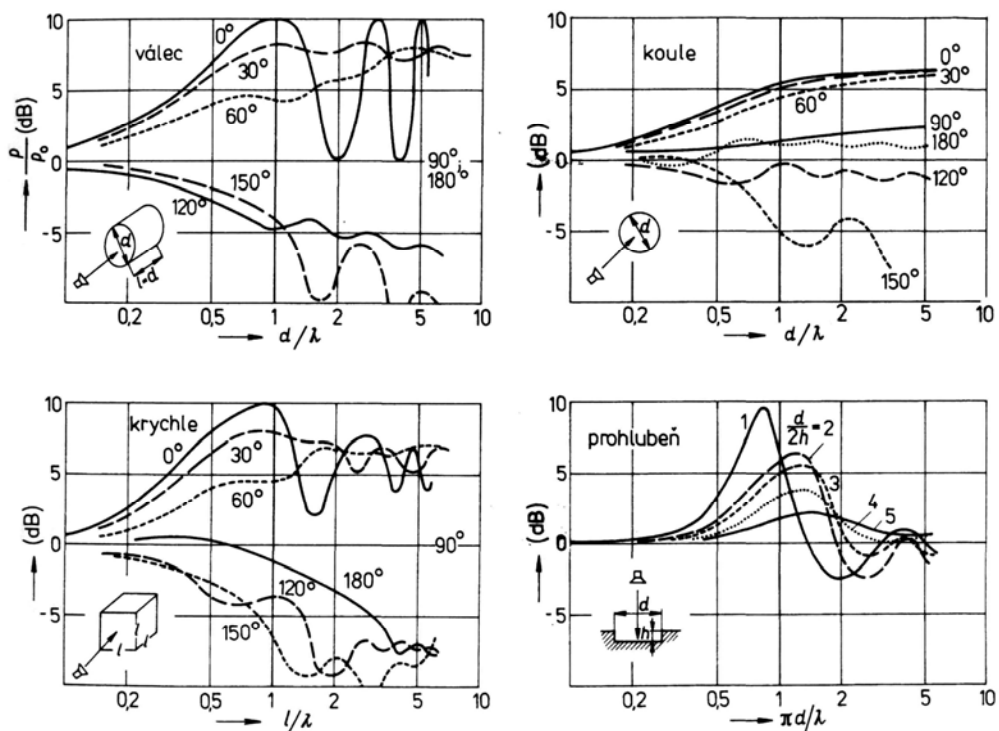 válec
p/p₀ (dB)
10
5
0
-5
0°
30°
60°
90°;
180°
150°
120°
d
l=d
0,2 0,5 1 2 5 10
d/λ
koule
(dB)
10
5
0
-5
0°
30°
60°
90°
180°
120°
150°
d
0,2 0,5 1 2 5 10
d/λ
krychle
(dB)
10
5
0
-5
0°
30°
60°
90°
180°
120°
150°
l
l
l
0,2 0,5 1 2 5 10
l/λ
prohlubeň
(dB)
10
5
0
-5
1
d/2h = 2
3
4
5
d
h
0,2 0,5 1 2 5 10
πd/λ